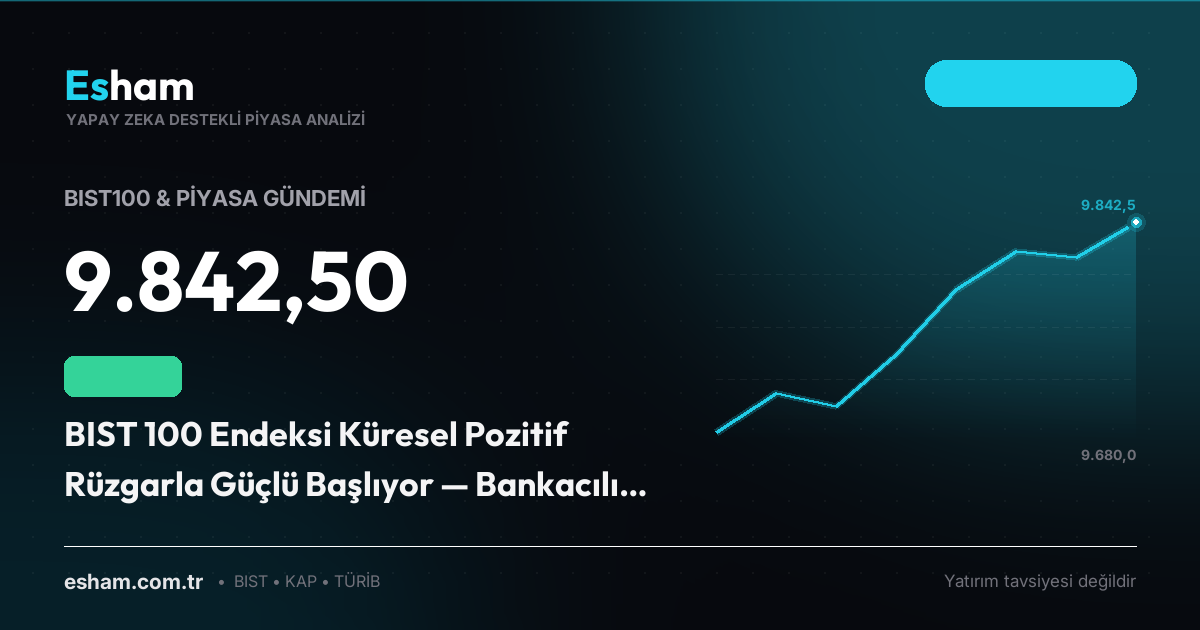 Esham
YAPAY ZEKA DESTEKLİ PİYASA ANALİZİ
BIST100 & PİYASA GÜNDEMİ
9.842,50
9.842,5
9.680,0
BIST 100 Endeksi Küresel Pozitif
Rüzgarla Güçlü Başlıyor — Bankacılı...
esham.com.tr • BIST • KAP • TÜRİB
Yatırım tavsiyesi değildir